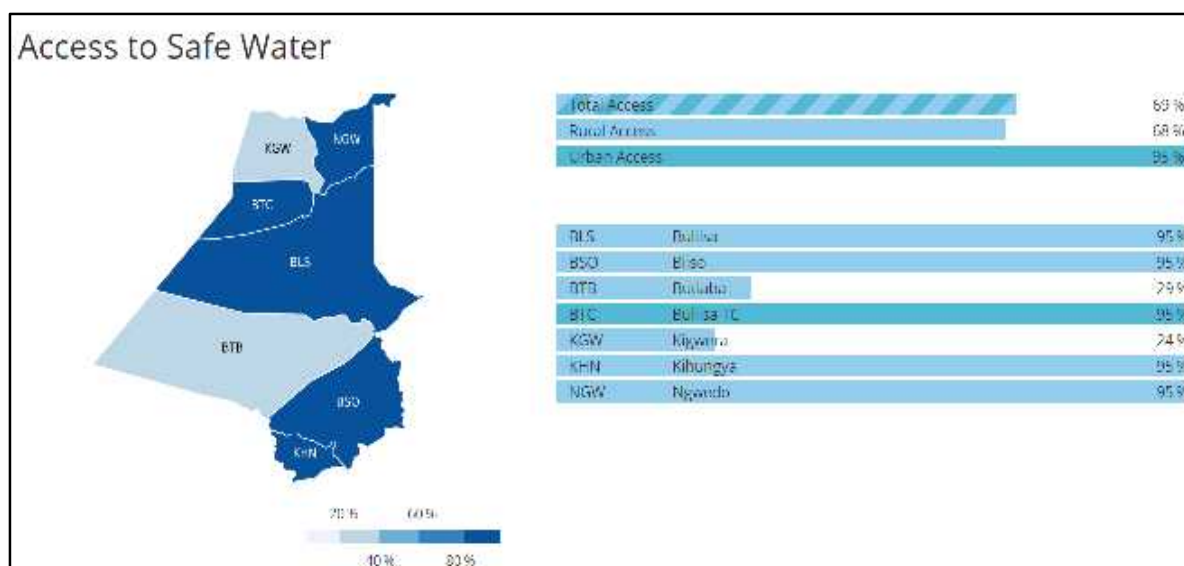 Access to Safe Water
NGW
KGW
BTC
BLS
BTB
BSO
KHN
20 % 60 %
40 % 80 %
Total Access 69 %
Rural Access 68 %
Urban Access 95 %
BLS Buliisa 95 %
BSO Biiso 95 %
BTB Butiaba 29 %
BTC Buliisa TC 95 %
KGW Kigwera 24 %
KHN Kihungya 95 %
NGW Ngwedo 95 %